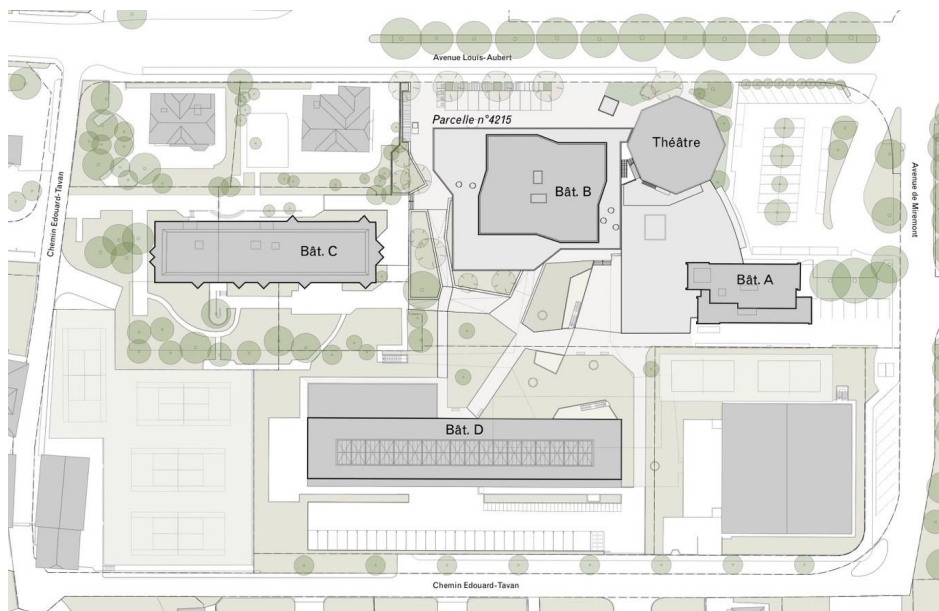 Avenue Louis-Aubert
Parcelle n°4215
Théâtre
Bât. B
Avenue de Miremont
Chemin Edouard-Tavan
Bât. C
Bât. A
Bât. D
Chemin Edouard-Tavan